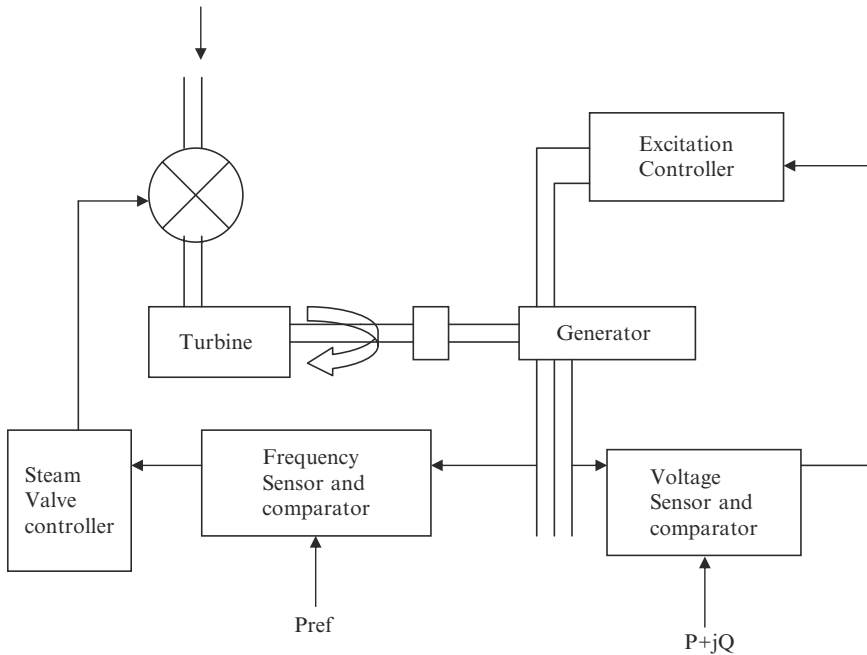 Excitation
Controller
Turbine
Generator
Steam
Valve
controller
Frequency
Sensor and
comparator
Voltage
Sensor and
comparator
Pref
P+jQ